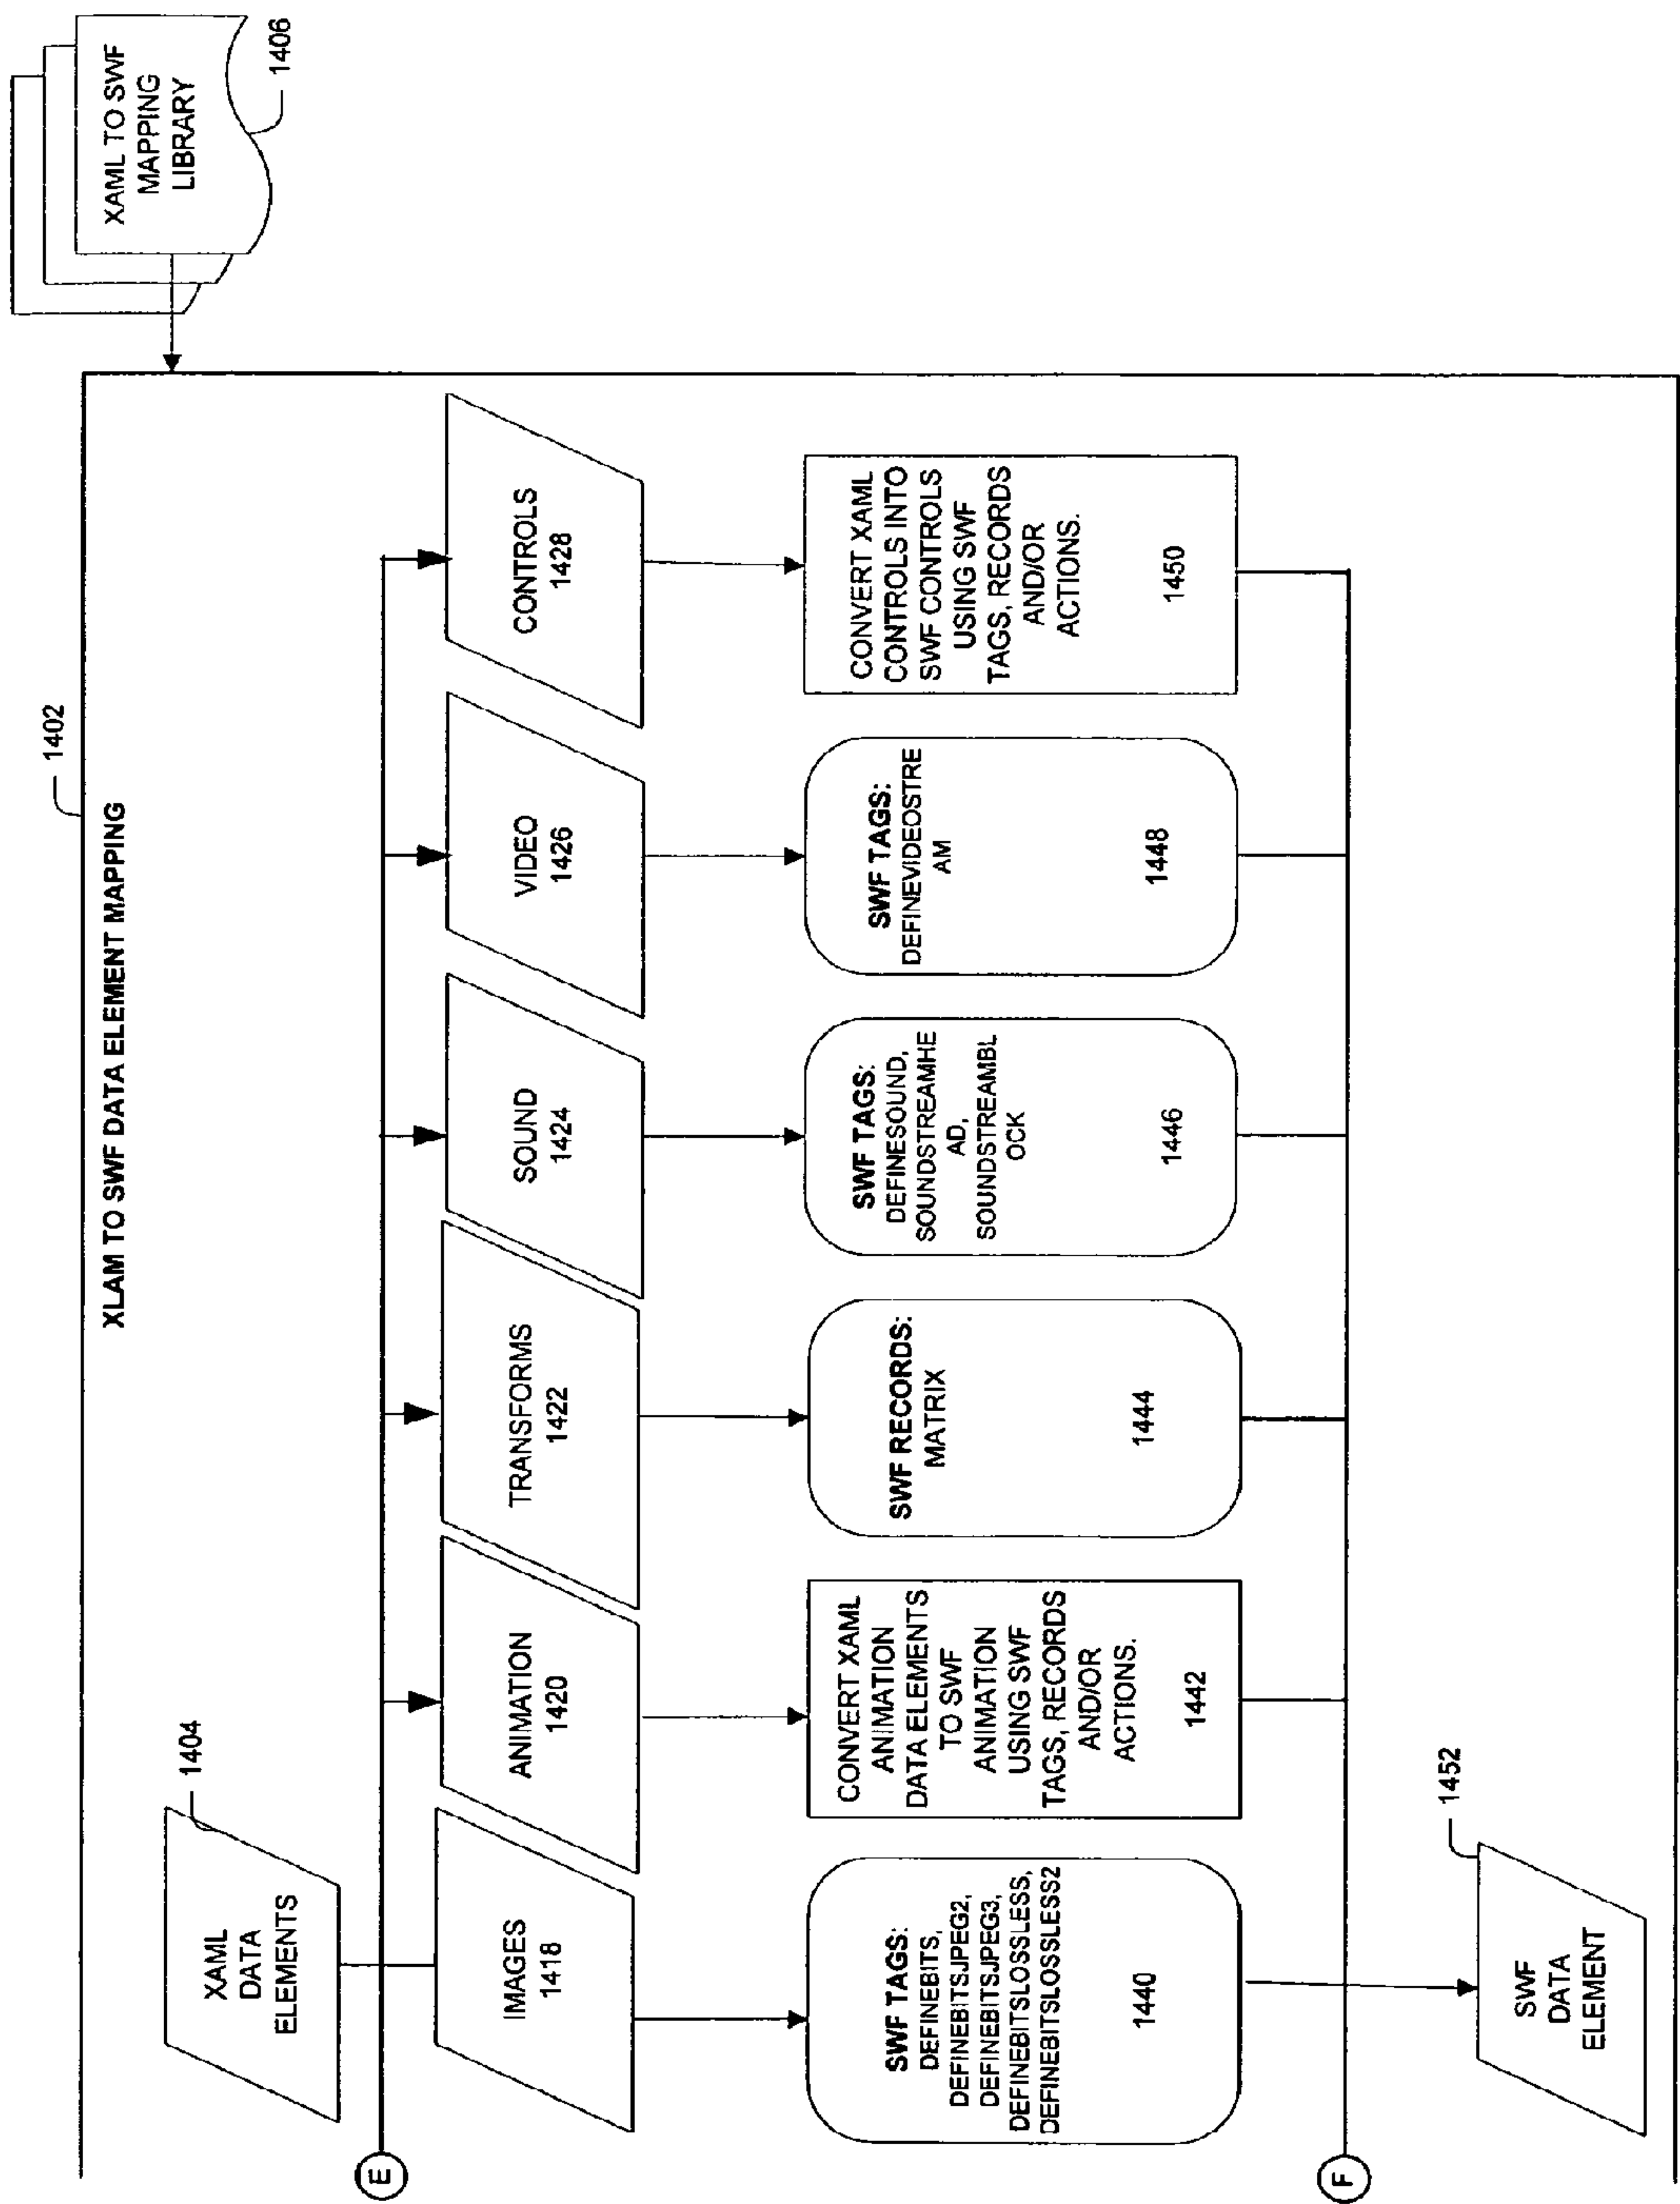 XAML TO SWF
MAPPING
LIBRARY
1406
1402
XLAM TO SWF DATA ELEMENT MAPPING
1404
XAML
DATA
ELEMENTS
E
IMAGES
1418
ANIMATION
1420
TRANSFORMS
1422
SOUND
1424
VIDEO
1426
CONTROLS
1428
SWF TAGS:
DEFINEBITS,
DEFINEBITSJPEG2,
DEFINEBITSJPEG3,
DEFINEBITSLOSSLESS,
DEFINEBITSLOSSLESS2
1440
CONVERT XAML
ANIMATION
DATA ELEMENTS
TO SWF
ANIMATION
USING SWF
TAGS, RECORDS
AND/OR
ACTIONS.
1442
SWF RECORDS:
MATRIX
1444
SWF TAGS:
DEFINESOUND,
SOUNDSTREAMHE
AD,
SOUNDSTREAMBL
OCK
1446
SWF TAGS:
DEFINEVIDEOSTRE
AM
1448
CONVERT XAML
CONTROLS INTO
SWF CONTROLS
USING SWF
TAGS, RECORDS
AND/OR
ACTIONS.
1450
F
1452
SWF
DATA
ELEMENT